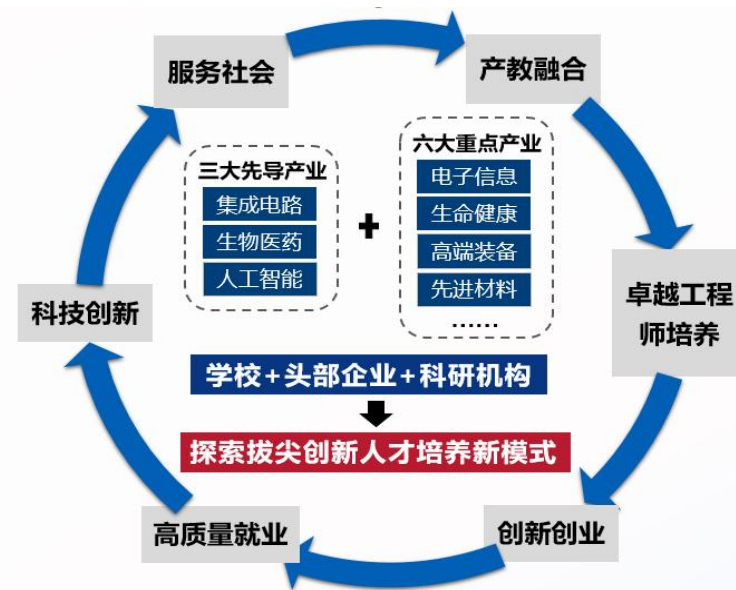 服务社会
产教融合
三大先导产业
集成电路
生物医药
人工智能
+
六大重点产业
电子信息
生命健康
高端装备
先进材料
......
科技创新
卓越工程
师培养
学校+头部企业+科研机构
探索拔尖创新人才培养新模式
高质量就业
创新创业